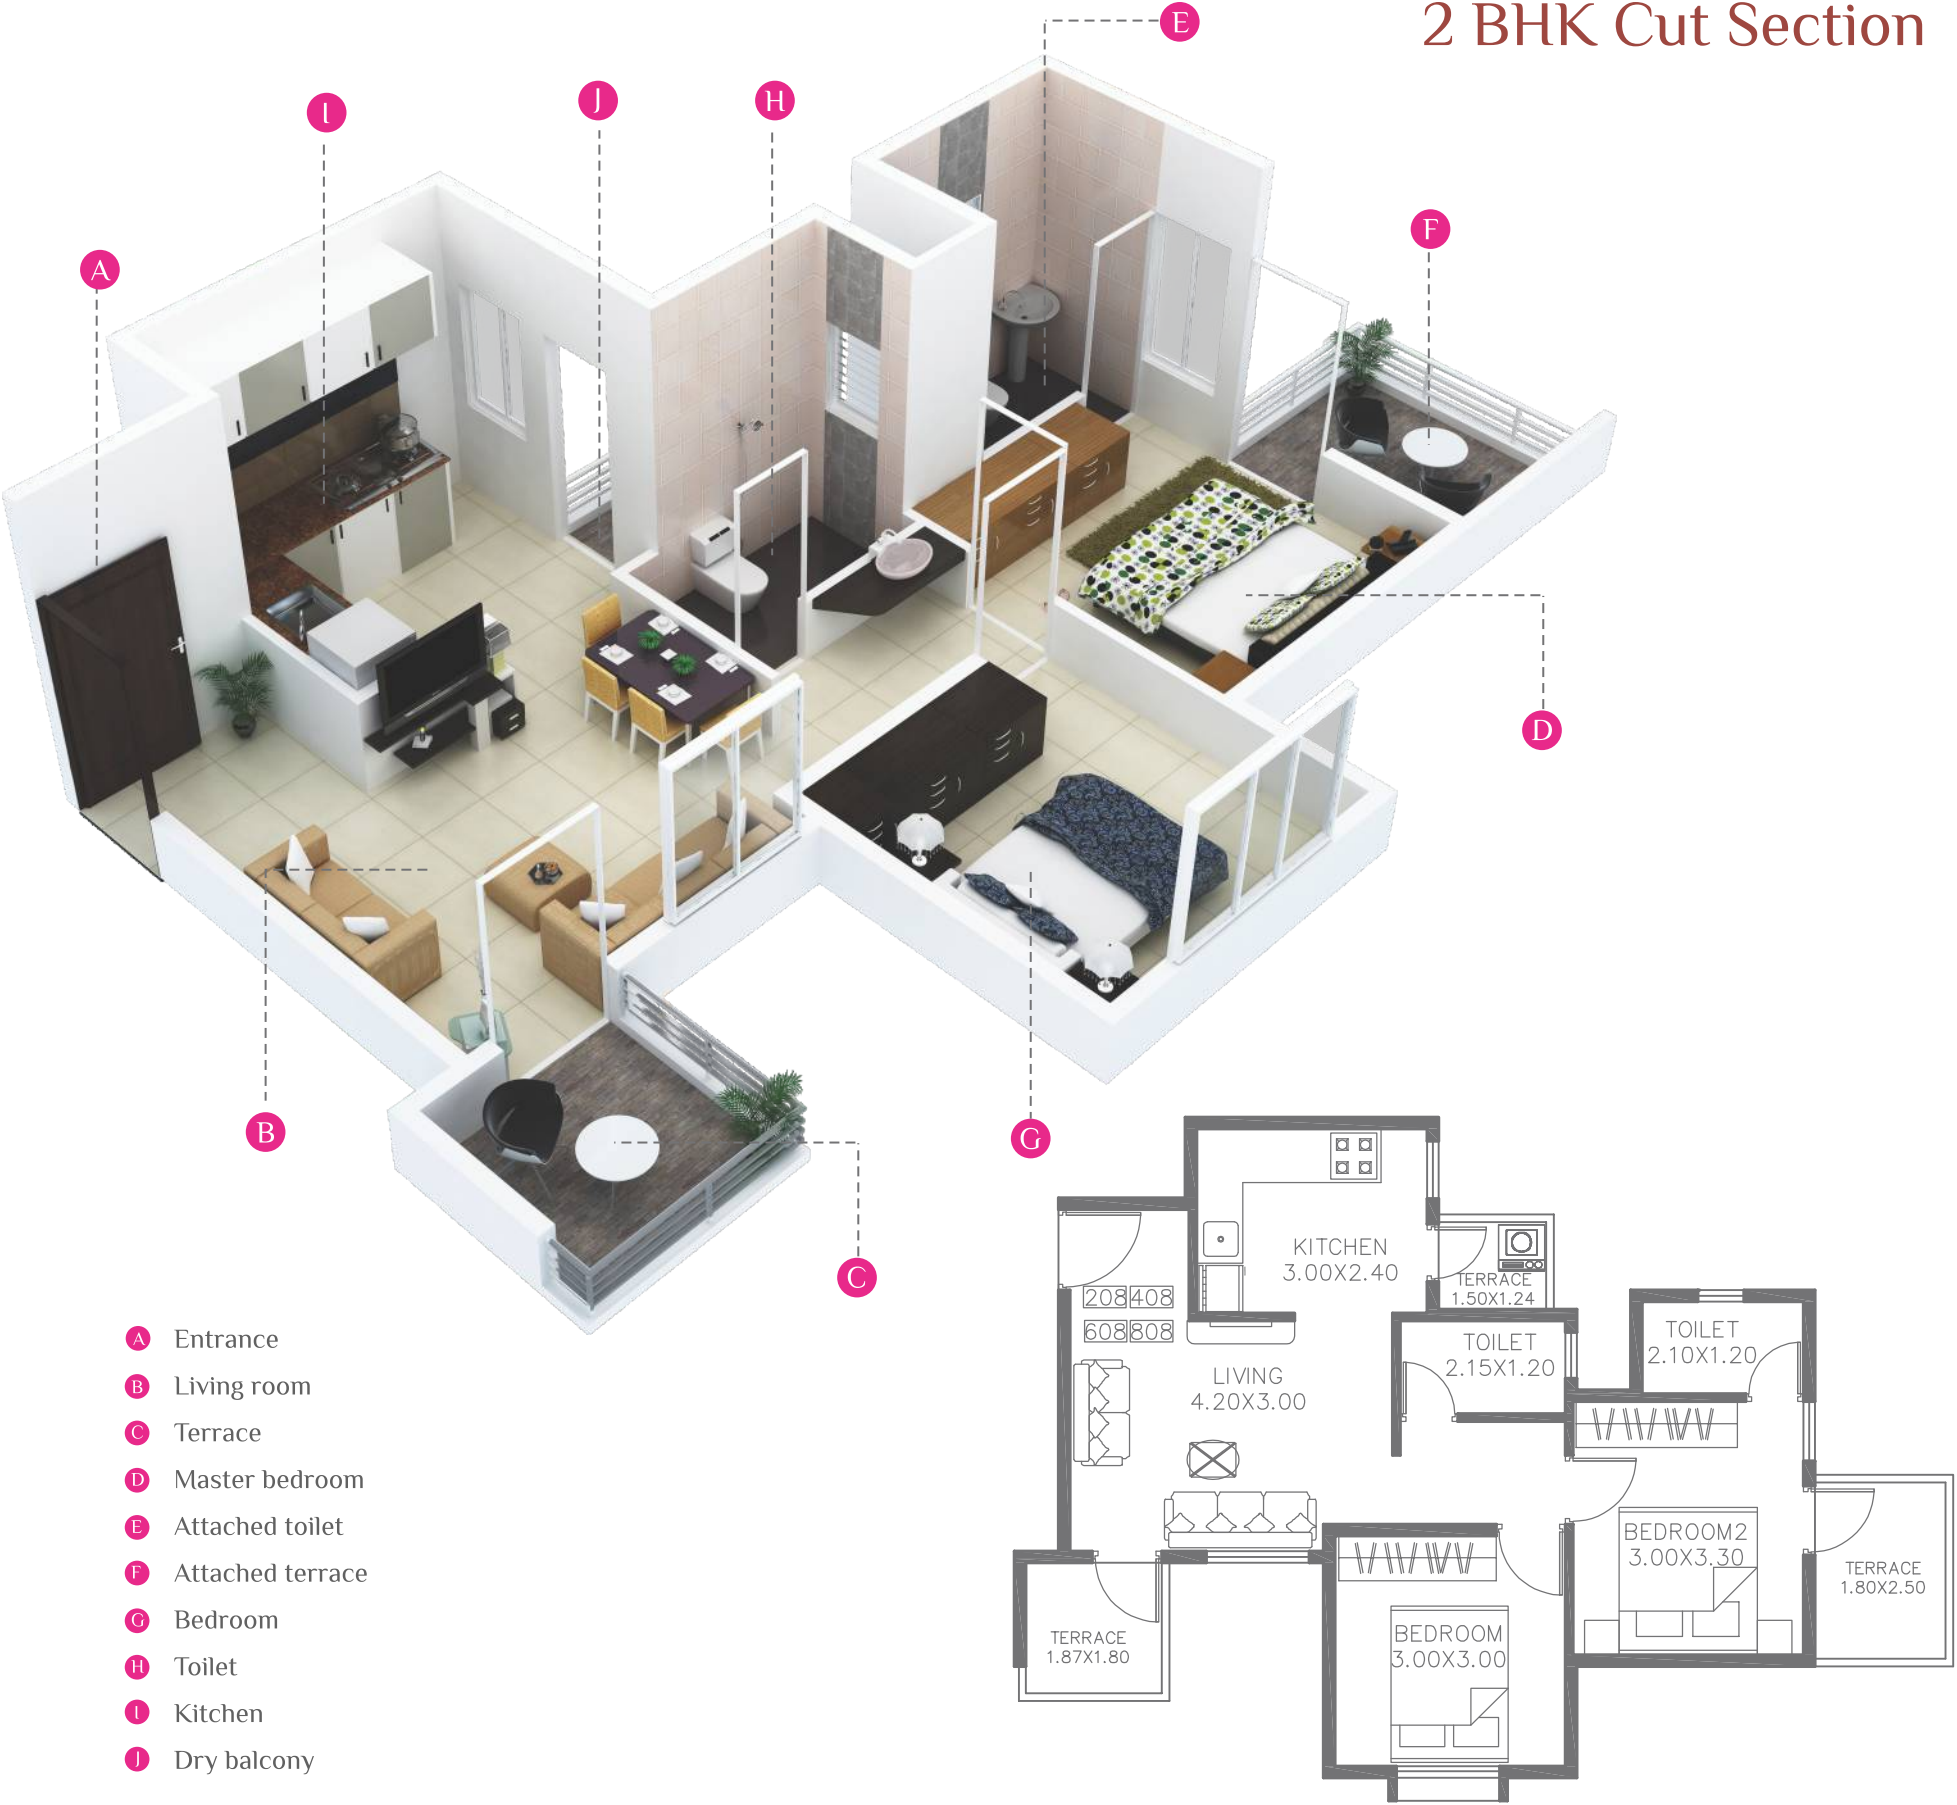 2 BHK Cut Section
E
J
H
I
F
A
D
B
G
C
A Entrance
B Living room
C Terrace
D Master bedroom
E Attached toilet
F Attached terrace
G Bedroom
H Toilet
I Kitchen
J Dry balcony
KITCHEN
3.00X2.40
TERRACE
1.50X1.24
208 408
608 808
TOILET
2.15X1.20
TOILET
2.10X1.20
LIVING
4.20X3.00
BEDROOM2
3.00X3.30
TERRACE
1.80X2.50
TERRACE
1.87X1.80
BEDROOM
3.00X3.00